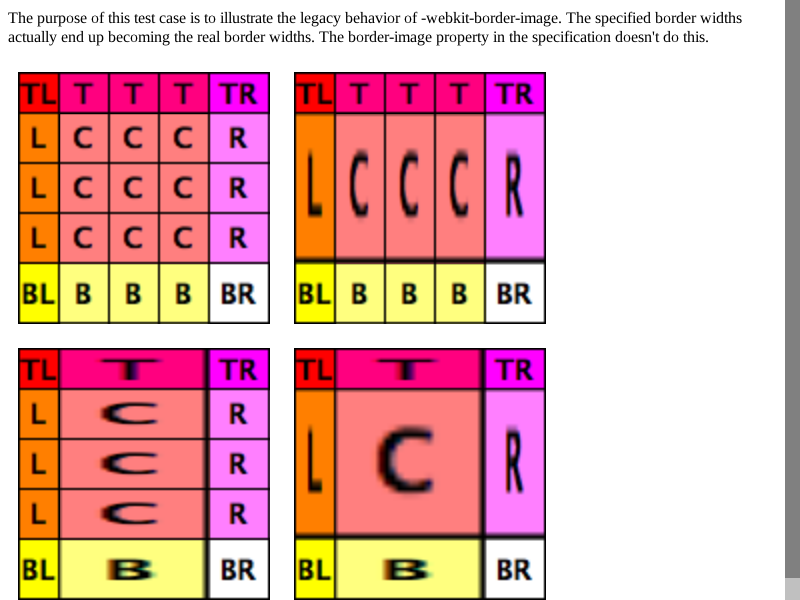 The purpose of this test case is to illustrate the legacy behavior of -webkit-border-image. The specified border widths
actually end up becoming the real border widths. The border-image property in the specification doesn't do this.
TL T T T TR TL T T T TR
L C C C R
L C C C R L C C C R
L C C C R
BL B B B BR BL B B B BR
TL T TR TL T TR
L C R
L C R L C R
L C R
BL B BR BL B BR